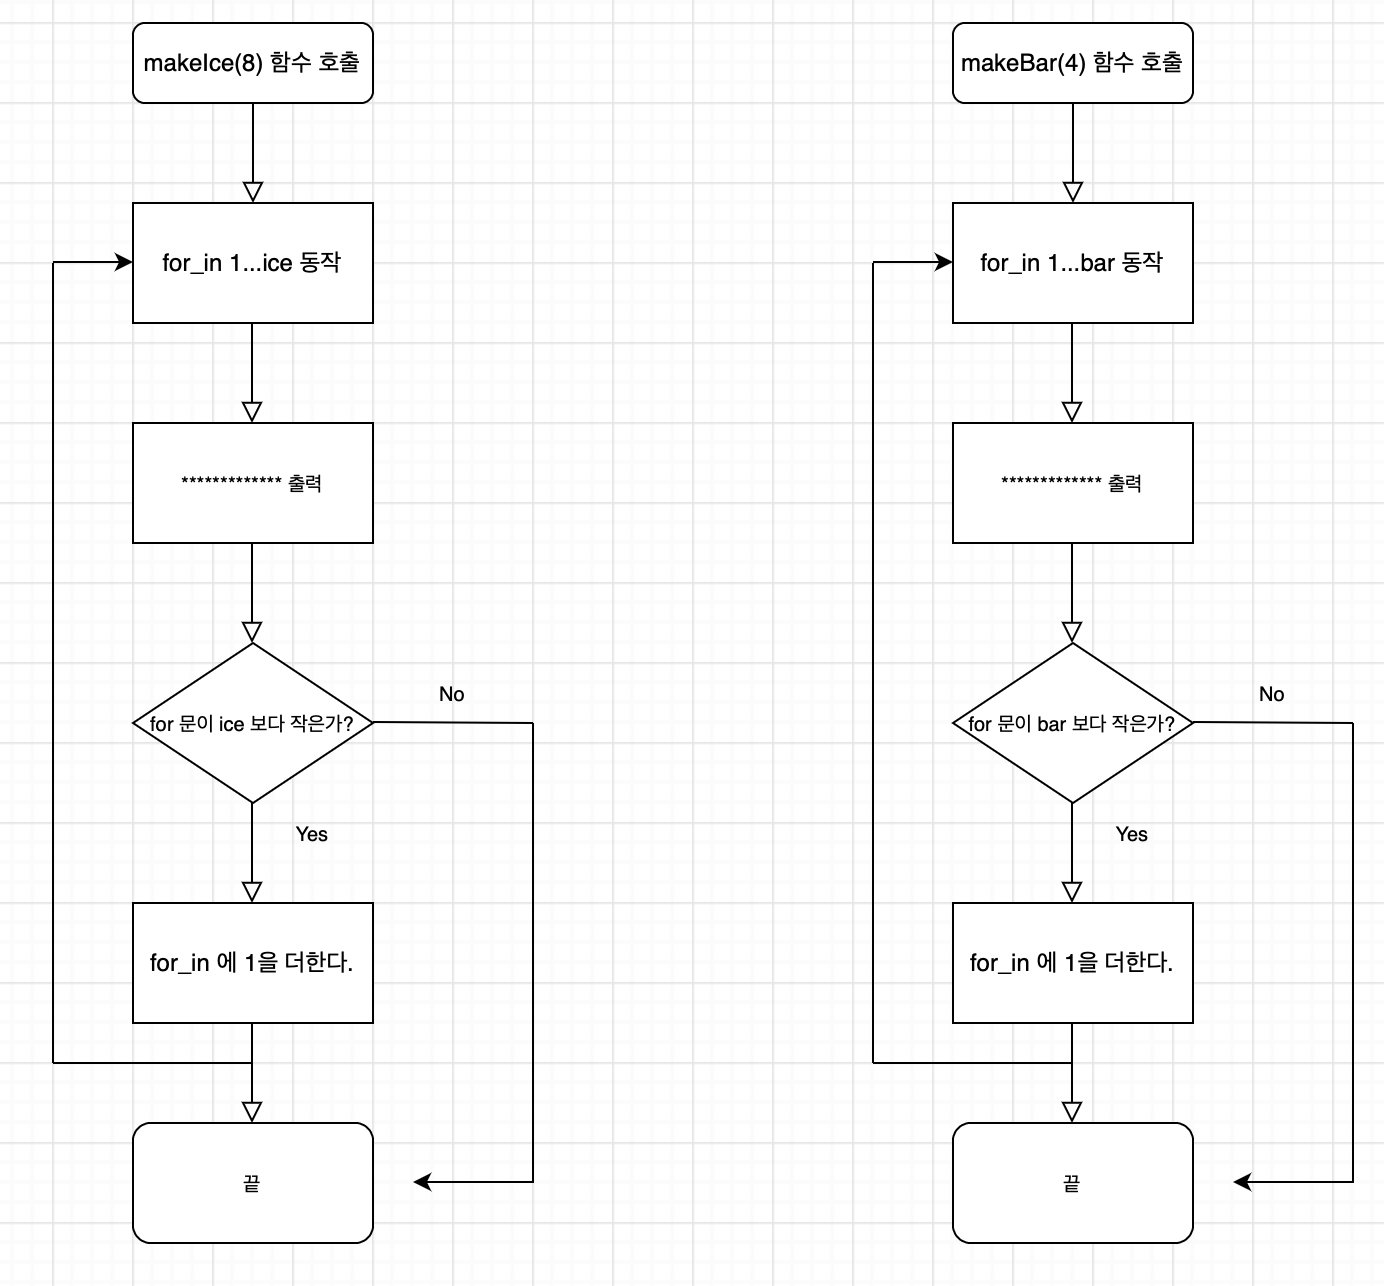 makeIce(8) 함수 호출
for_in 1...ice 동작
************* 출력
for 문이 ice 보다 작은가?
No
Yes
for_in 에 1을 더한다.
끝
makeBar(4) 함수 호출
for_in 1...bar 동작
************* 출력
for 문이 bar 보다 작은가?
No
Yes
for_in 에 1을 더한다.
끝